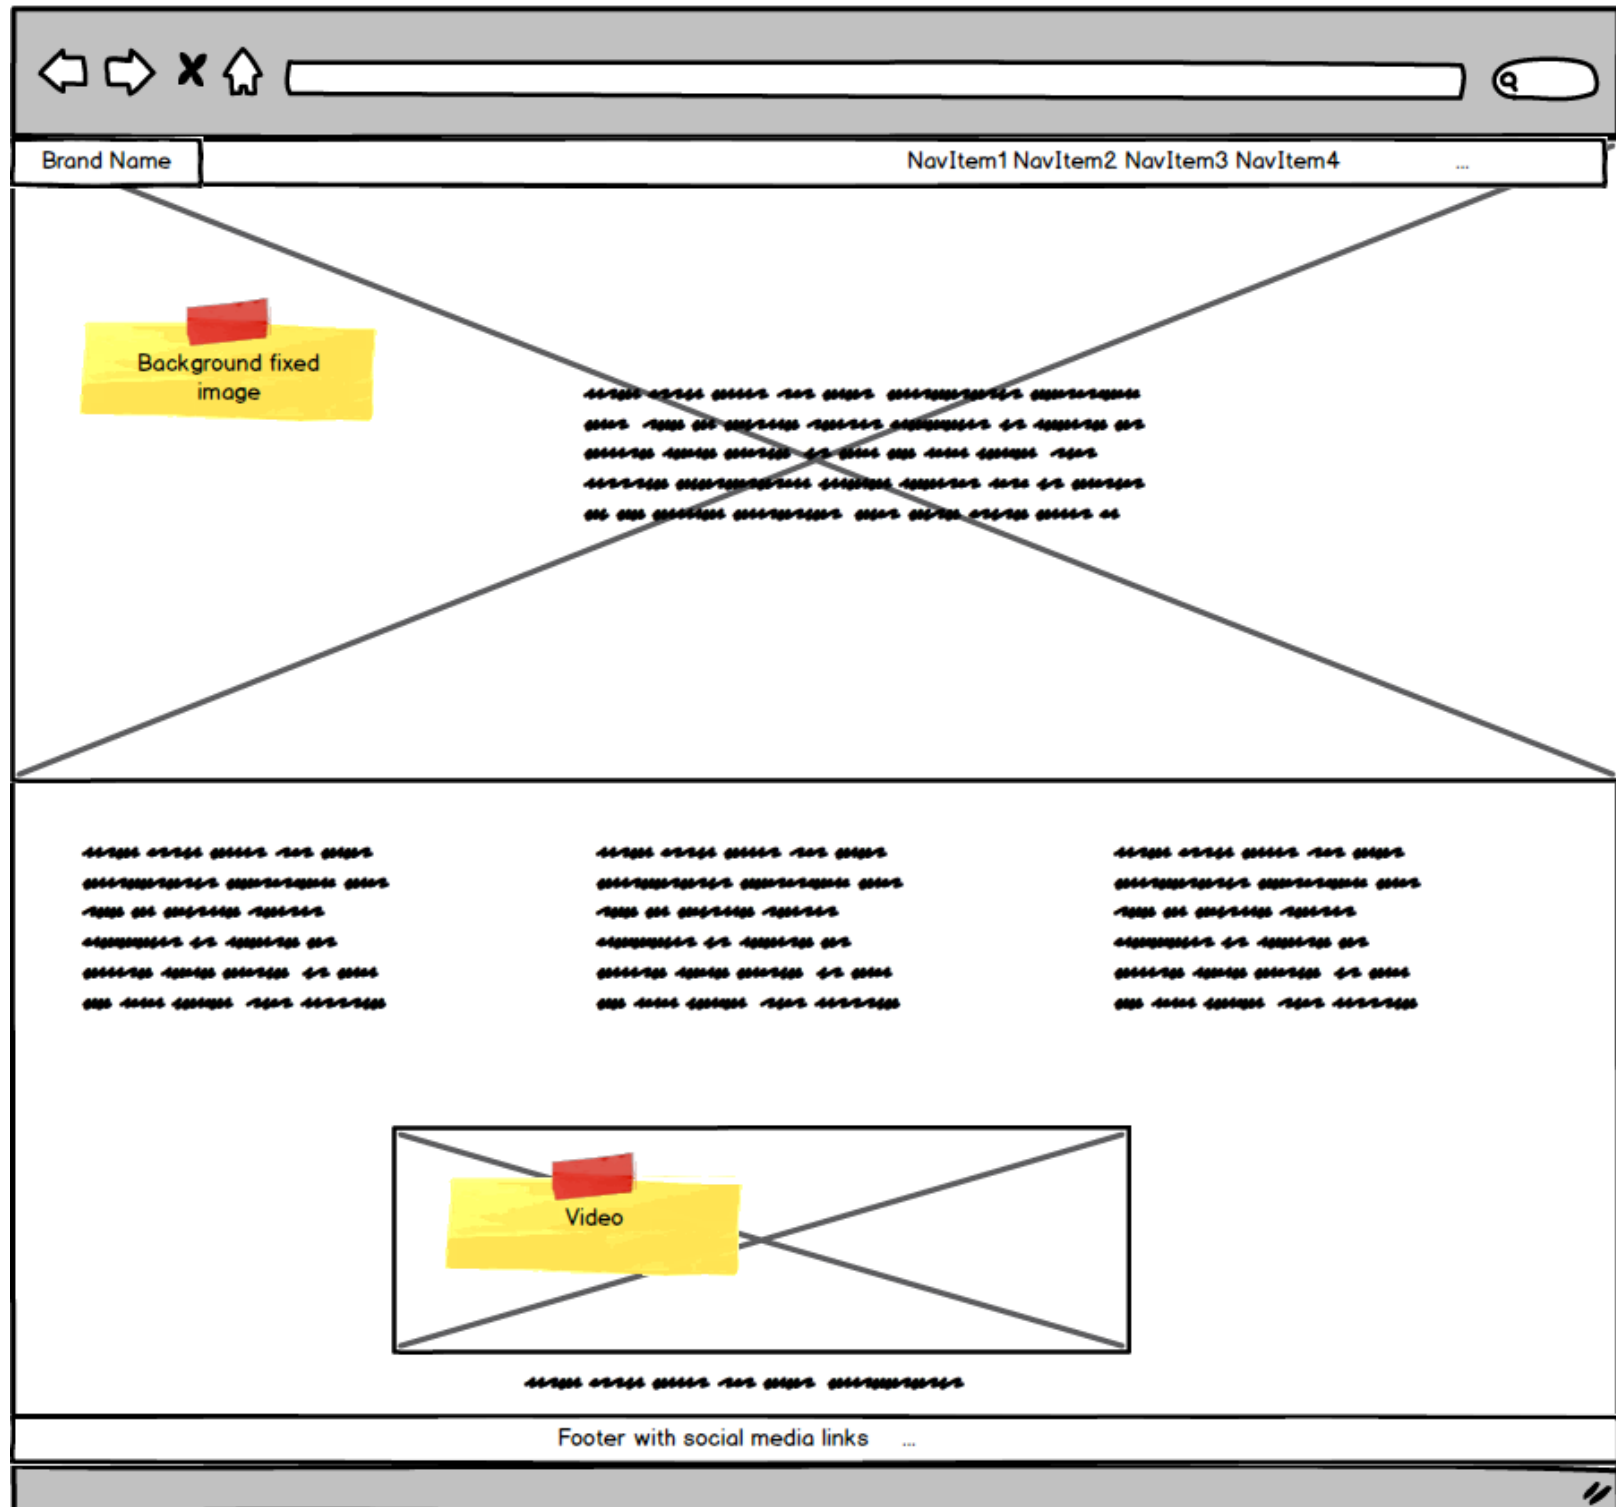 Brand Name
NavItem1 NavItem2 NavItem3 NavItem4 ...
Background fixed
image
Video
Footer with social media links ...